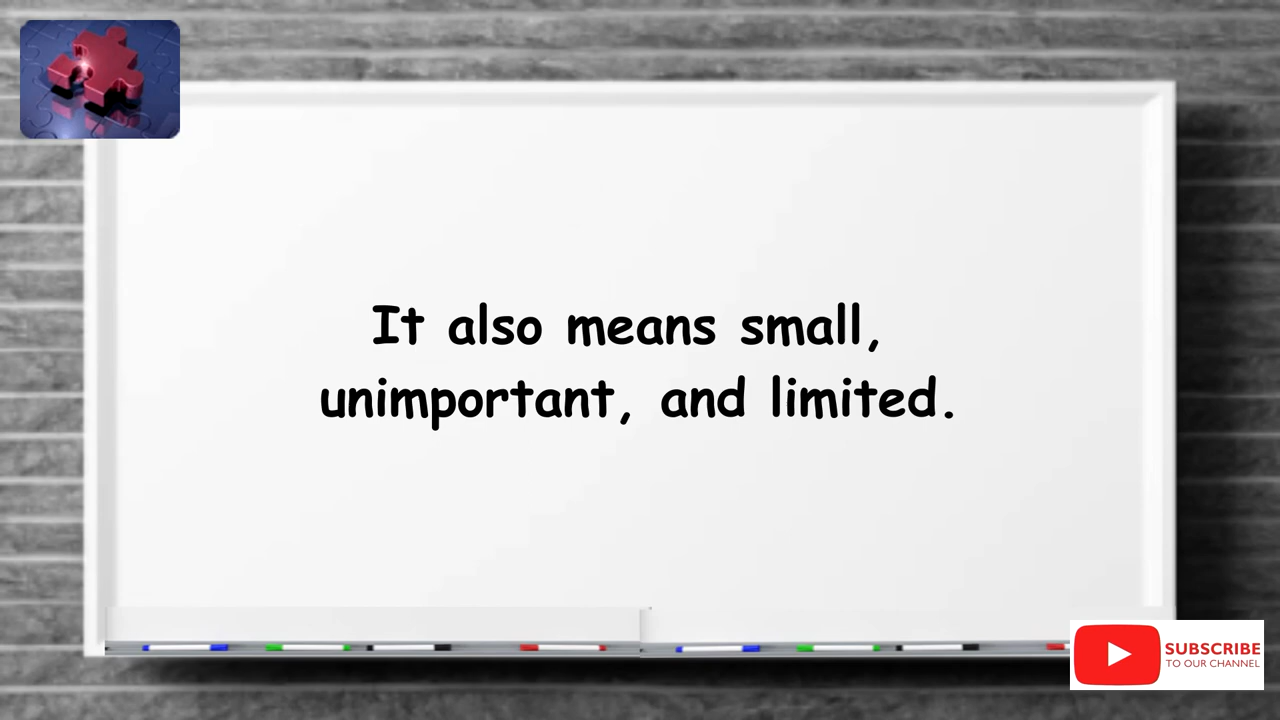 It also means small,
unimportant, and limited.
SUBSCRIBE
TO OUR CHANNEL